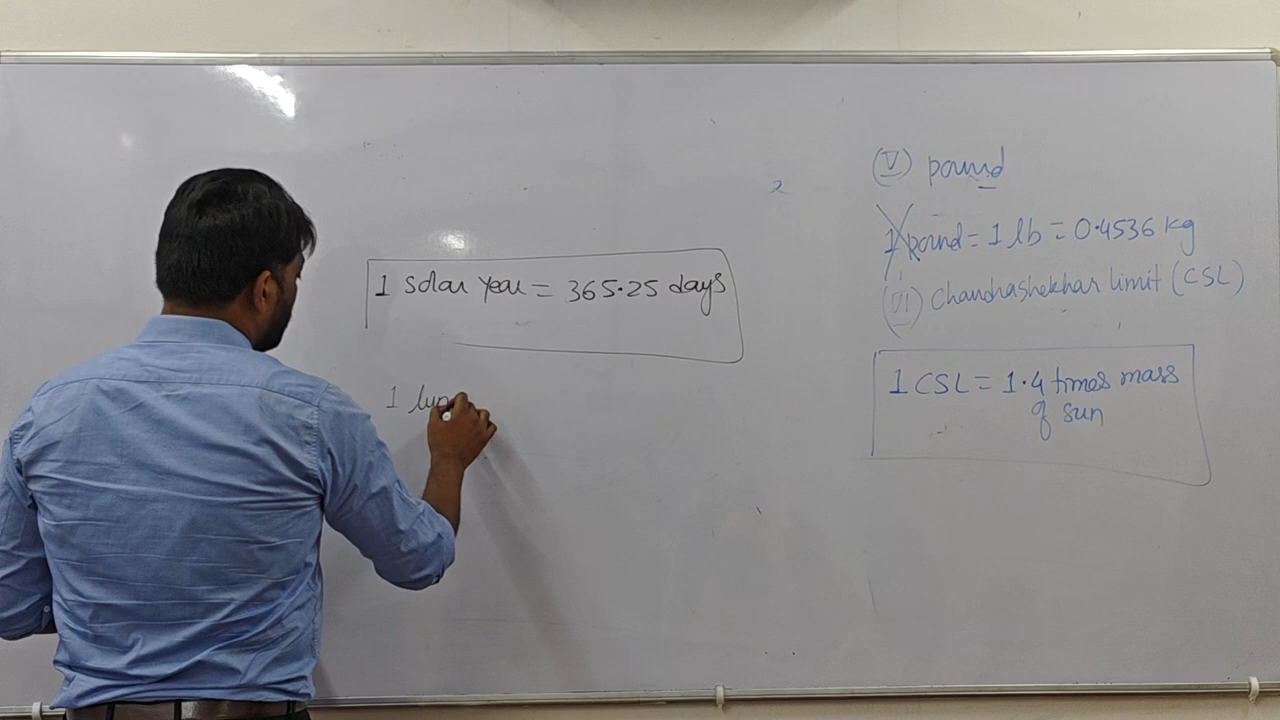 1 Solar Year = 365.25 days
1 lun
(V) pound
1 pound = 1 lb = 0.4536 kg
(VI) Chandrashekhar limit (CSL)
1 CSL = 1.4 times mass
of sun